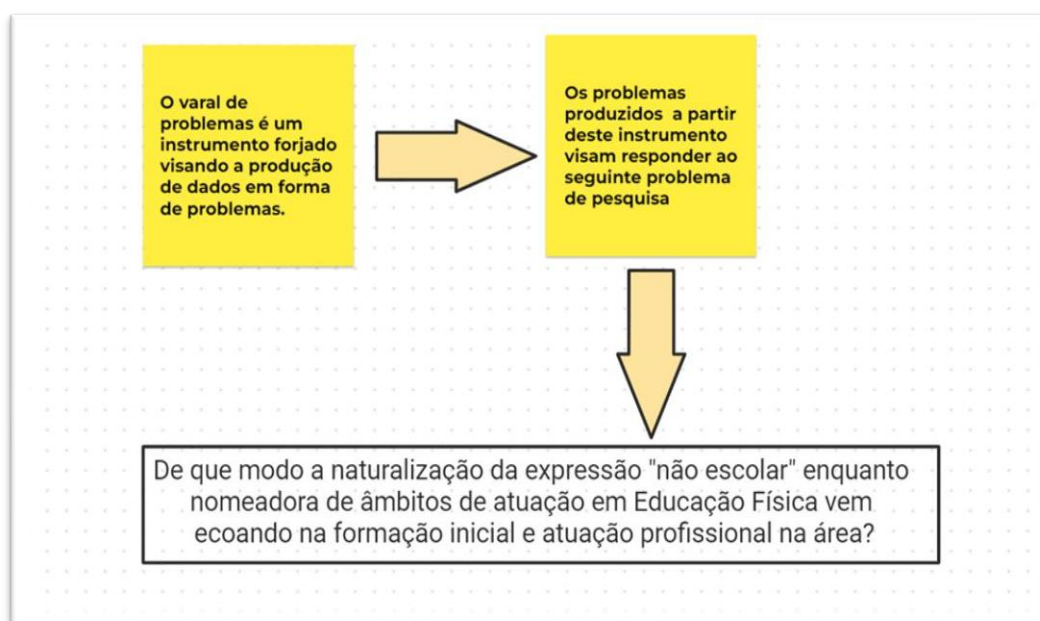 O varal de
problemas é um
instrumento forjado
visando a produção
de dados em forma
de problemas.
Os problemas
produzidos a partir
deste instrumento
visam responder ao
seguinte problema
de pesquisa
De que modo a naturalização da expressão "não escolar" enquanto
nomeadora de âmbitos de atuação em Educação Física vem
ecoando na formação inicial e atuação profissional na área?